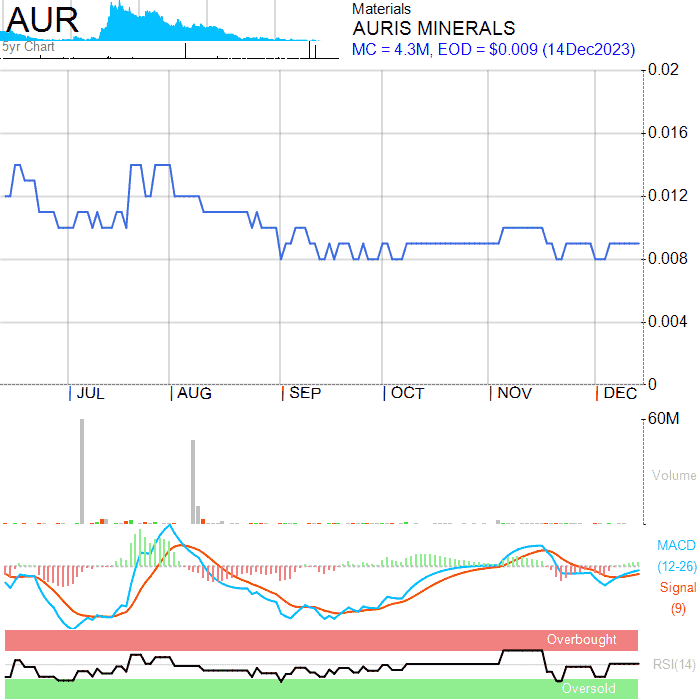 AUR
5yr Chart
Materials
AURIS MINERALS
MC = 4.3M, EOD = $0.009 (14Dec2023)
0.02
0.016
0.012
0.008
0.004
0
JUL AUG SEP OCT NOV DEC
60M
Volume
MACD
(12-26)
Signal
(9)
Overbought
RSI(14)
Oversold